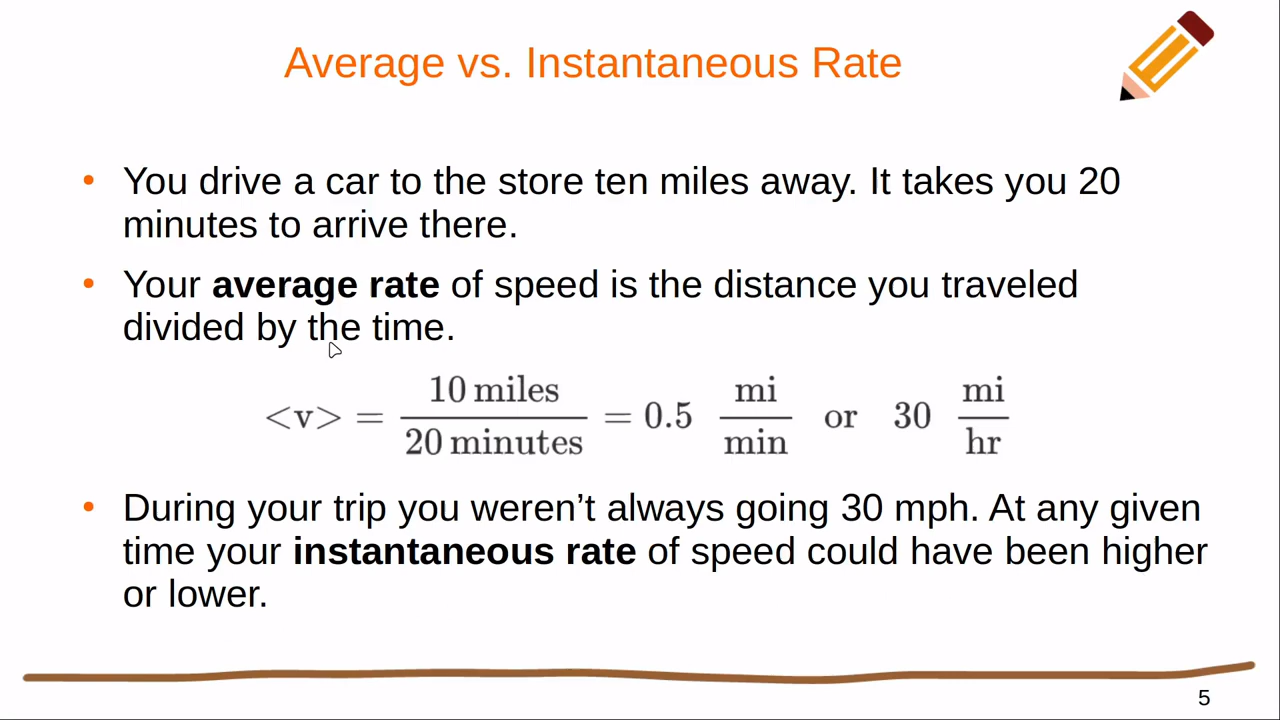 Average vs. Instantaneous Rate
• You drive a car to the store ten miles away. It takes you 20
minutes to arrive there.
• Your average rate of speed is the distance you traveled
divided by the time.
<v> = 10 miles / 20 minutes = 0.5 mi/min or 30 mi/hr
• During your trip you weren’t always going 30 mph. At any given
time your instantaneous rate of speed could have been higher
or lower.
5